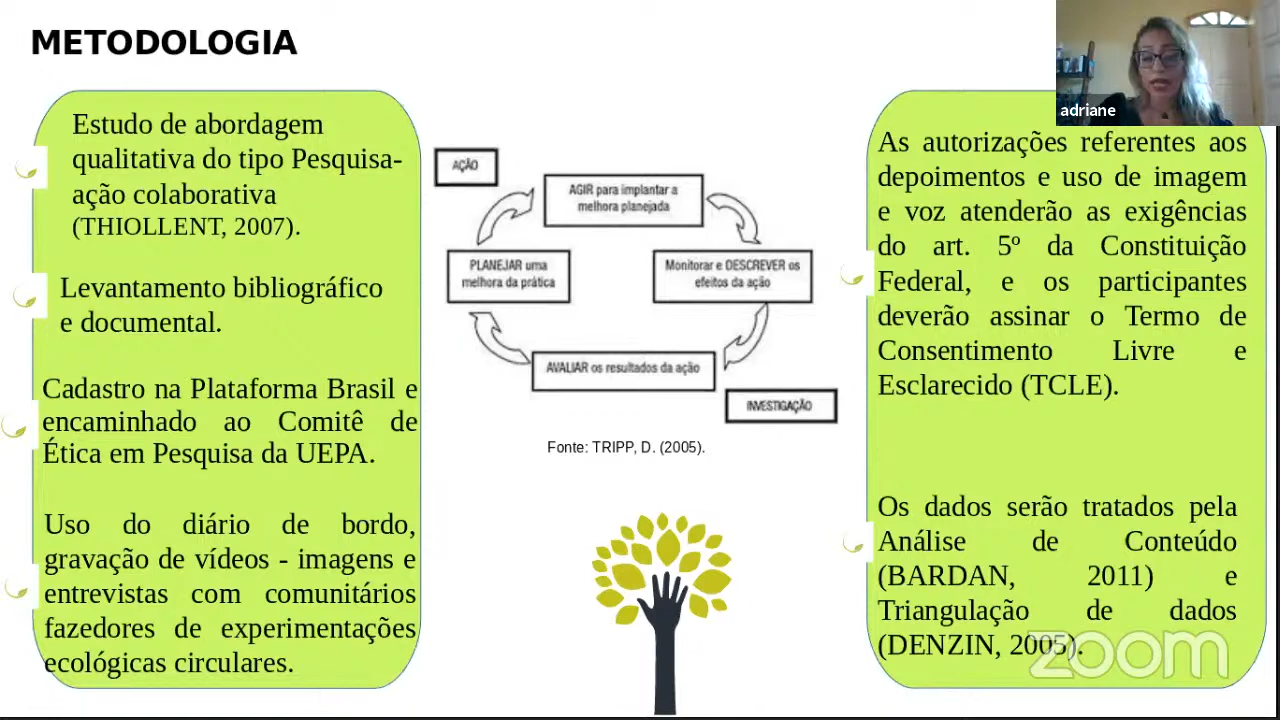 METODOLOGIA
adriane
Estudo de abordagem
qualitativa do tipo Pesquisa-
ação colaborativa
(THIOLLENT, 2007).
Levantamento bibliográfico
e documental.
Cadastro na Plataforma Brasil e
encaminhado ao Comitê de
Ética em Pesquisa da UEPA.
Uso do diário de bordo,
gravação de vídeos - imagens e
entrevistas com comunitários
fazedores de experimentações
ecológicas circulares.
AÇÃO
AGIR para implantar a
melhora planejada
PLANEJAR uma
melhora da prática
Monitorar e DESCREVER os
efeitos da ação
AVALIAR os resultados da ação
INVESTIGAÇÃO
Fonte: TRIPP, D. (2005).
As autorizações referentes aos
depoimentos e uso de imagem
e voz atenderão as exigências
do art. 5º da Constituição
Federal, e os participantes
deverão assinar o Termo de
Consentimento Livre e
Esclarecido (TCLE).
Os dados serão tratados pela
Análise de Conteúdo
(BARDAN, 2011) e
Triangulação de dados
(DENZIN, 2005).
zoom